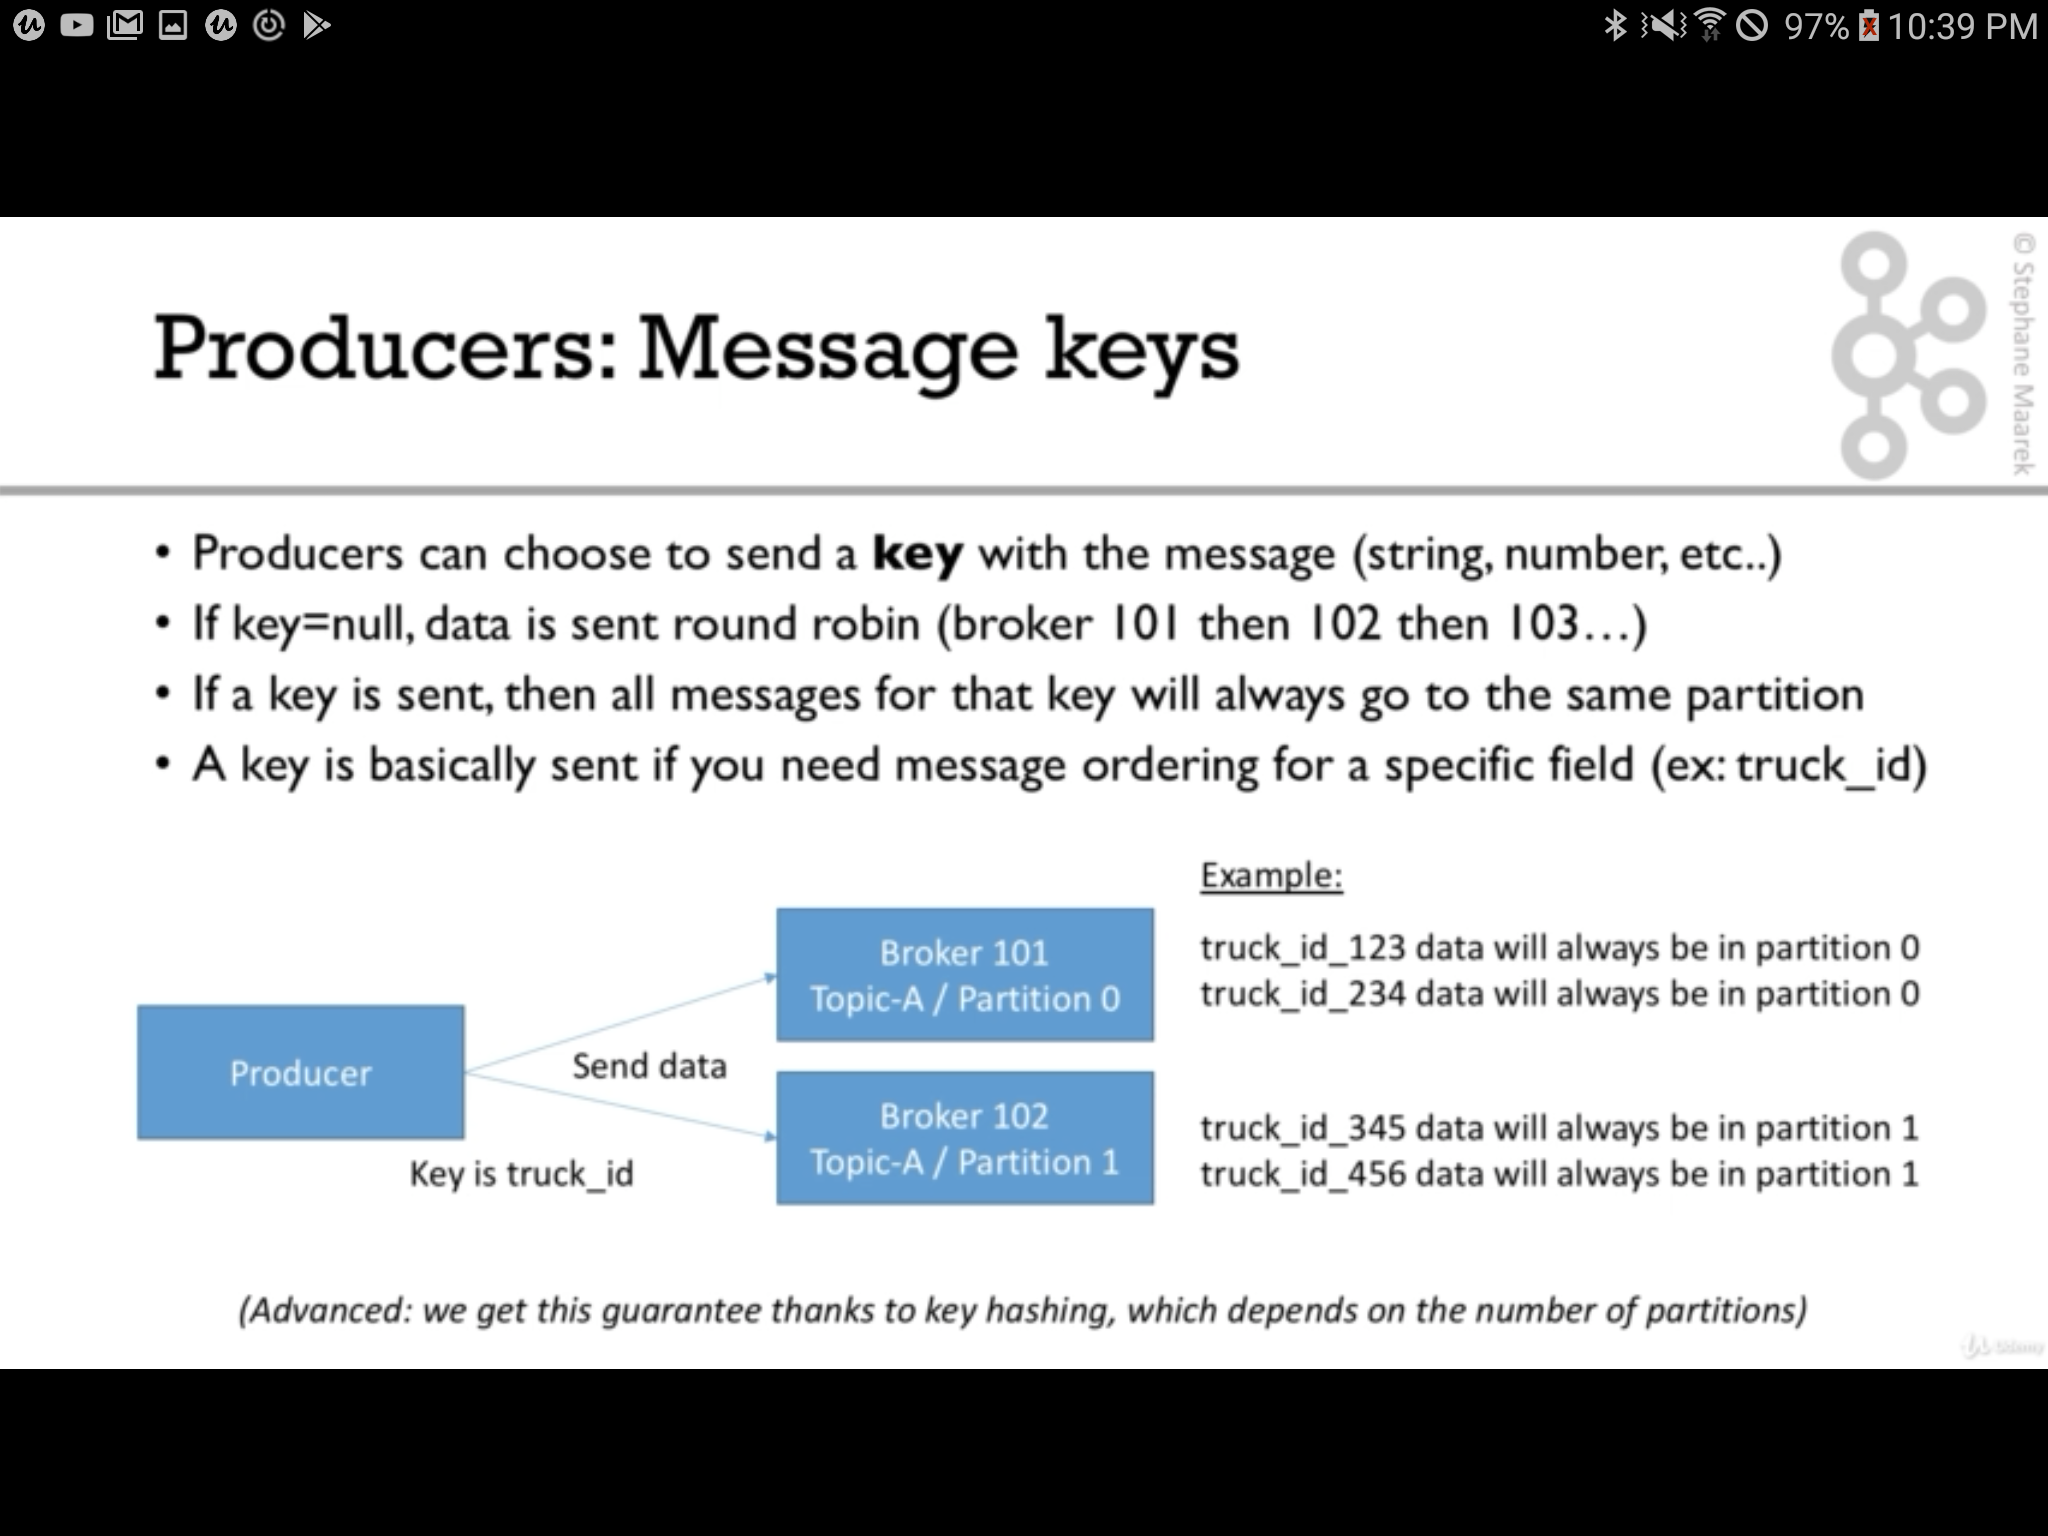 97% 10:39 PM
© Stephane Maarek
Producers: Message keys
• Producers can choose to send a key with the message (string, number, etc..)
• If key=null, data is sent round robin (broker 101 then 102 then 103...)
• If a key is sent, then all messages for that key will always go to the same partition
• A key is basically sent if you need message ordering for a specific field (ex: truck_id)
Producer
Key is truck_id
Send data
Broker 101
Topic-A / Partition 0
Broker 102
Topic-A / Partition 1
Example:
truck_id_123 data will always be in partition 0
truck_id_234 data will always be in partition 0
truck_id_345 data will always be in partition 1
truck_id_456 data will always be in partition 1
(Advanced: we get this guarantee thanks to key hashing, which depends on the number of partitions)
Udemy